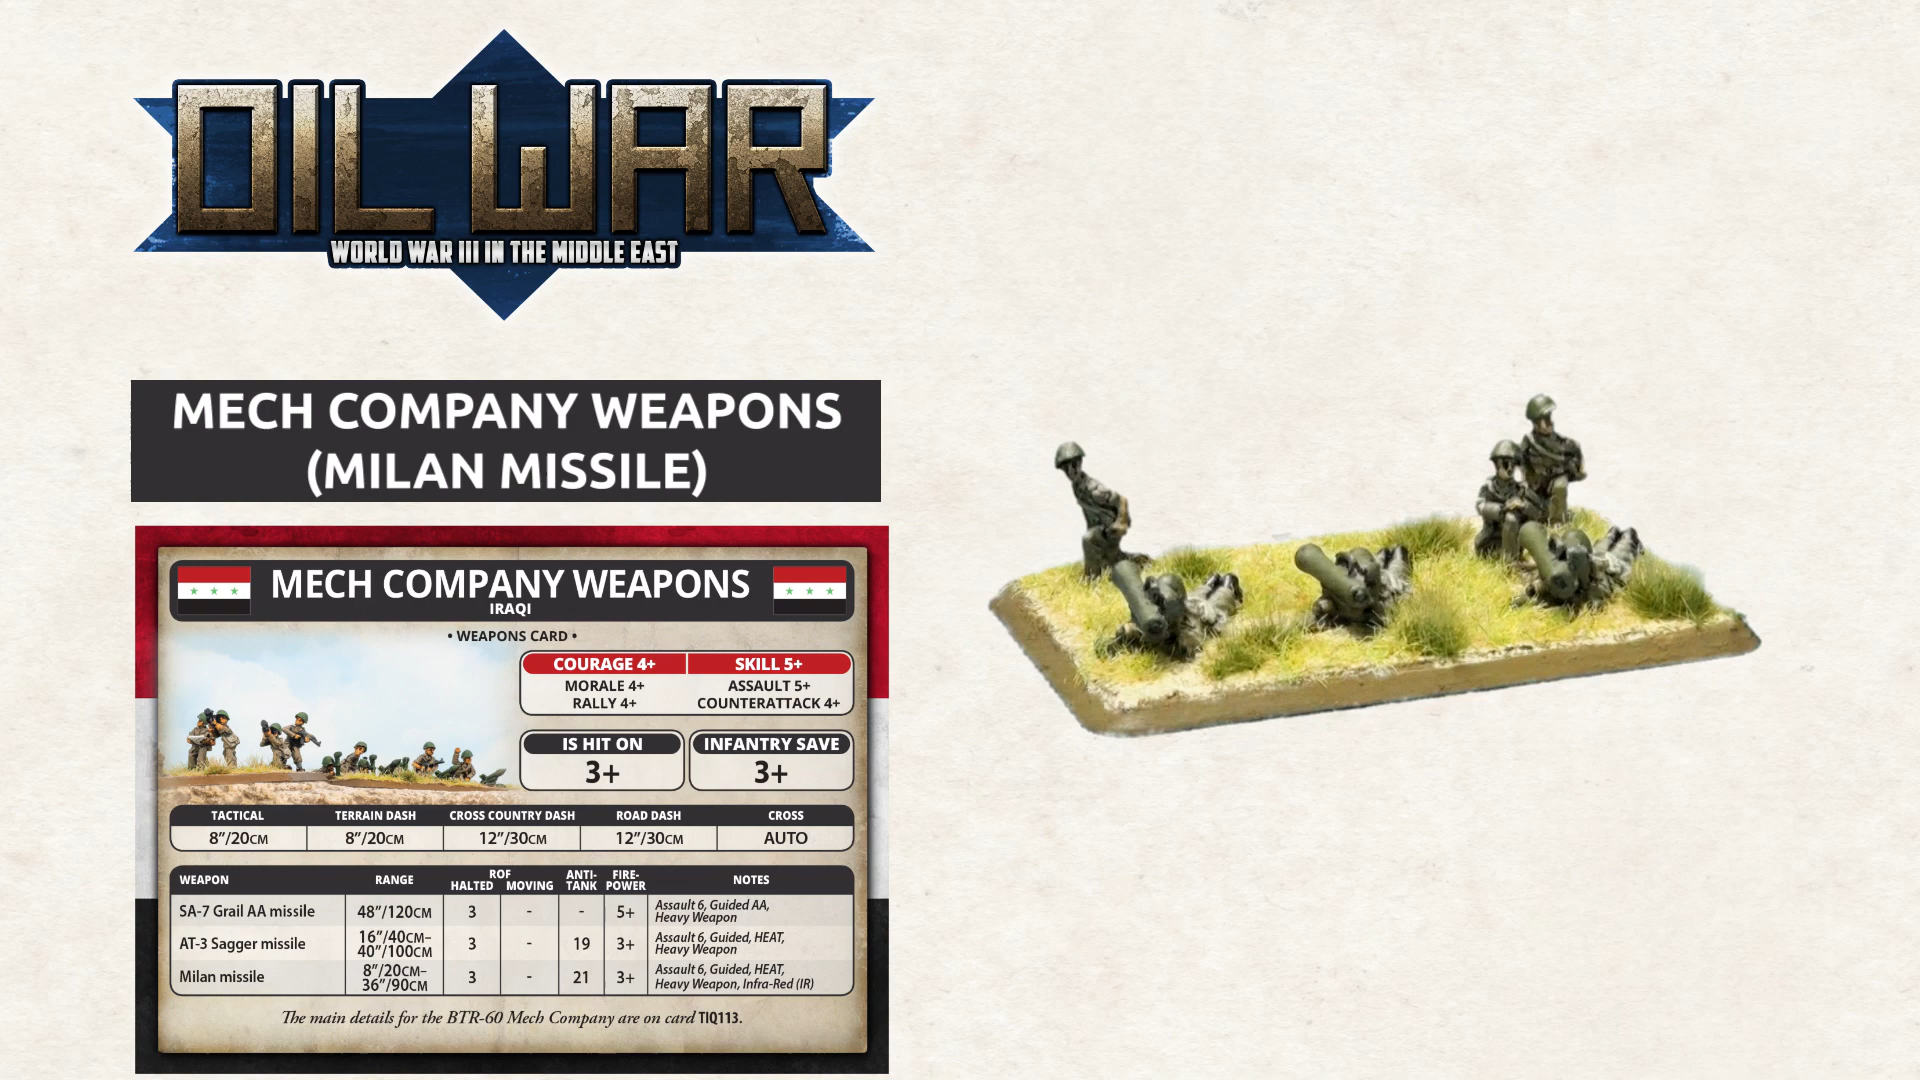 OIL WAR
WORLD WAR III IN THE MIDDLE EAST
MECH COMPANY WEAPONS
(MILAN MISSILE)
MECH COMPANY WEAPONS
IRAQI
• WEAPONS CARD •
COURAGE 4+ SKILL 5+
MORALE 4+ ASSAULT 5+
RALLY 4+ COUNTERATTACK 4+
IS HIT ON INFANTRY SAVE
3+ 3+
TACTICAL TERRAIN DASH CROSS COUNTRY DASH ROAD DASH CROSS
8"/20CM 8"/20CM 12"/30CM 12"/30CM AUTO
WEAPON RANGE ROF HALTED MOVING ANTI-TANK FIRE-POWER NOTES
SA-7 Grail AA missile 48"/120CM 3 - - 5+ Assault 6, Guided AA, Heavy Weapon
AT-3 Sagger missile 16"/40CM–40"/100CM 3 - 19 3+ Assault 6, Guided, HEAT, Heavy Weapon
Milan missile 8"/20CM–36"/90CM 3 - 21 3+ Assault 6, Guided, HEAT, Heavy Weapon, Infra-Red (IR)
The main details for the BTR-60 Mech Company are on card TIQ113.